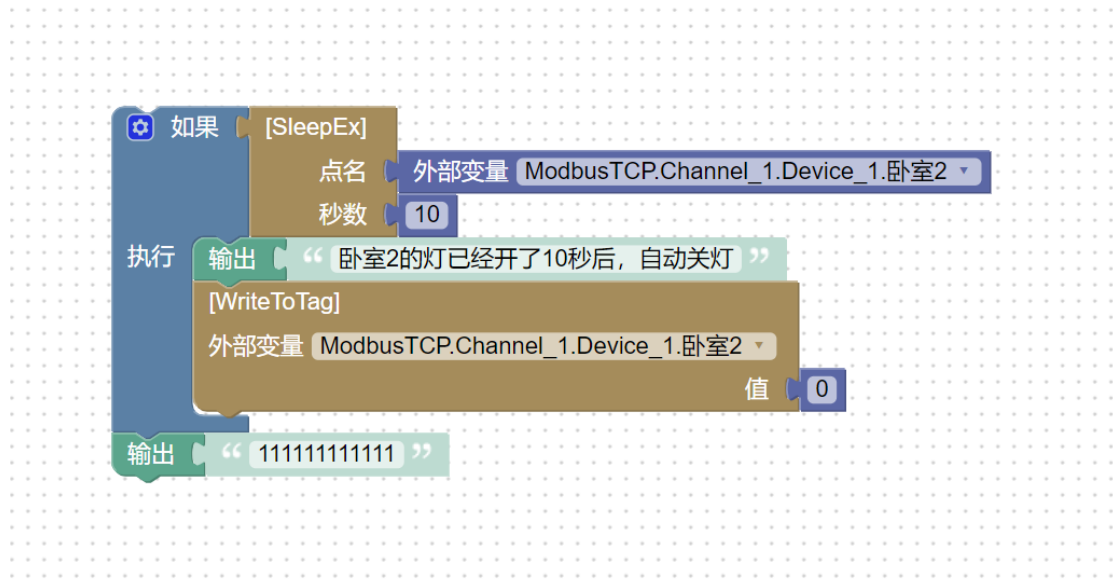 如果 [SleepEx]
点名 外部变量 ModbusTCP.Channel_1.Device_1.卧室2
秒数 10
执行 输出 “ 卧室2的灯已经开了10秒后，自动关灯 ”
[WriteToTag]
外部变量 ModbusTCP.Channel_1.Device_1.卧室2
值 0
输出 “ 111111111111 ”